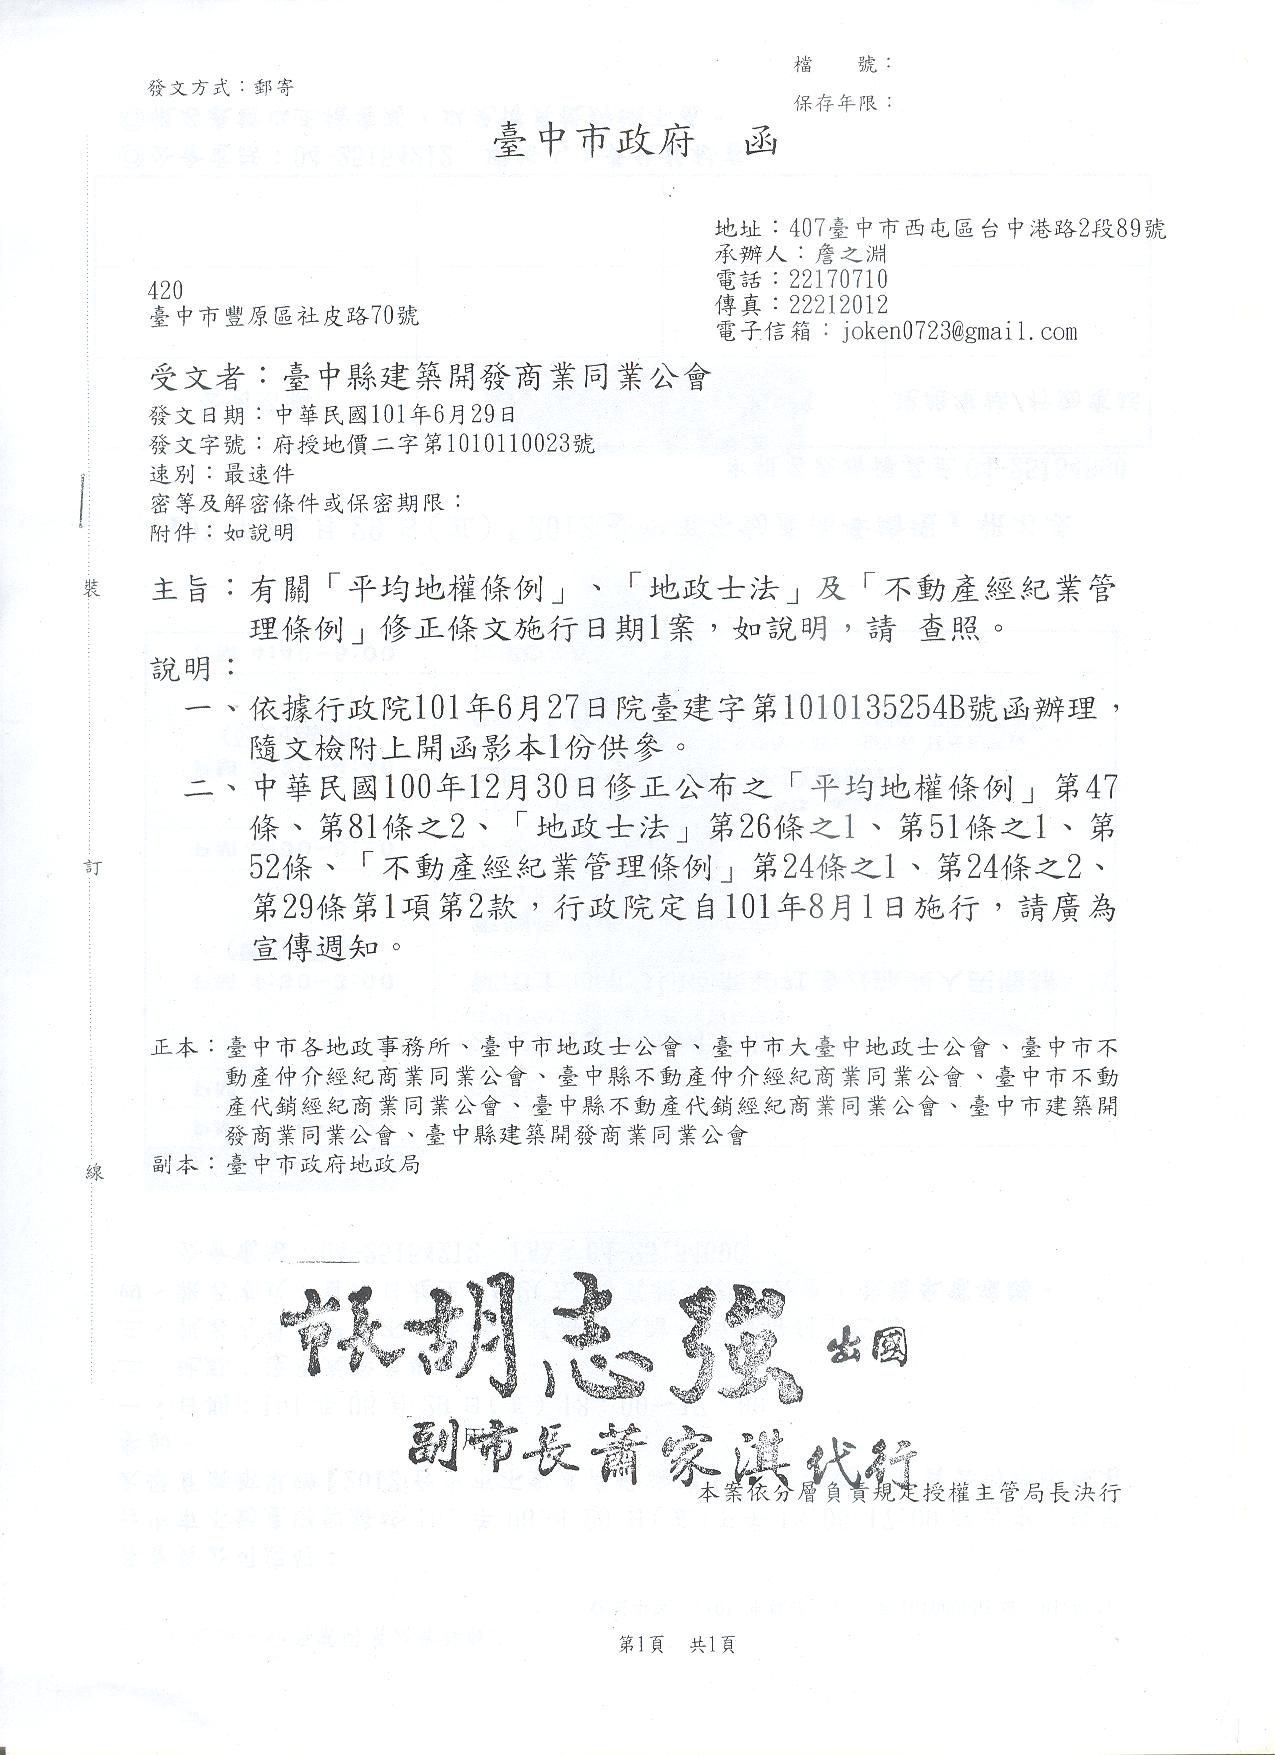 檔　　號：
發文方式：郵寄
保存年限：
臺中市政府　函
地址：407臺中市西屯區台中港路2段89號
承辦人：詹之淵
電話：22170710
傳真：22212012
電子信箱：joken0723@gmail.com
420
臺中市豐原區社皮路70號
受文者：臺中縣建築開發商業同業公會
發文日期：中華民國101年6月29日
發文字號：府授地價二字第1010110023號
速別：最速件
密等及解密條件或保密期限：
附件：如說明
主旨：有關「平均地權條例」、「地政士法」及「不動產經紀業管
理條例」修正條文施行日期1案，如說明，請 查照。
說明：
一、依據行政院101年6月27日院臺建字第1010135254B號函辦理，
隨文檢附上開函影本1份供參。
二、中華民國100年12月30日修正公布之「平均地權條例」第47
條、第81條之2、「地政士法」第26條之1、第51條之1、第
52條、「不動產經紀業管理條例」第24條之1、第24條之2、
第29條第1項第2款，行政院定自101年8月1日施行，請廣為
宣傳週知。
正本：臺中市各地政事務所、臺中市地政士公會、臺中市大臺中地政士公會、臺中市不
動產仲介經紀商業同業公會、臺中縣不動產仲介經紀商業同業公會、臺中市不動
產代銷經紀商業同業公會、臺中縣不動產代銷經紀商業同業公會、臺中市建築開
發商業同業公會、臺中縣建築開發商業同業公會
副本：臺中市政府地政局
裝
訂
線
市長胡志強 出國
副市長蕭家淇代行
本案依分層負責規定授權主管局長決行
第1頁　共1頁